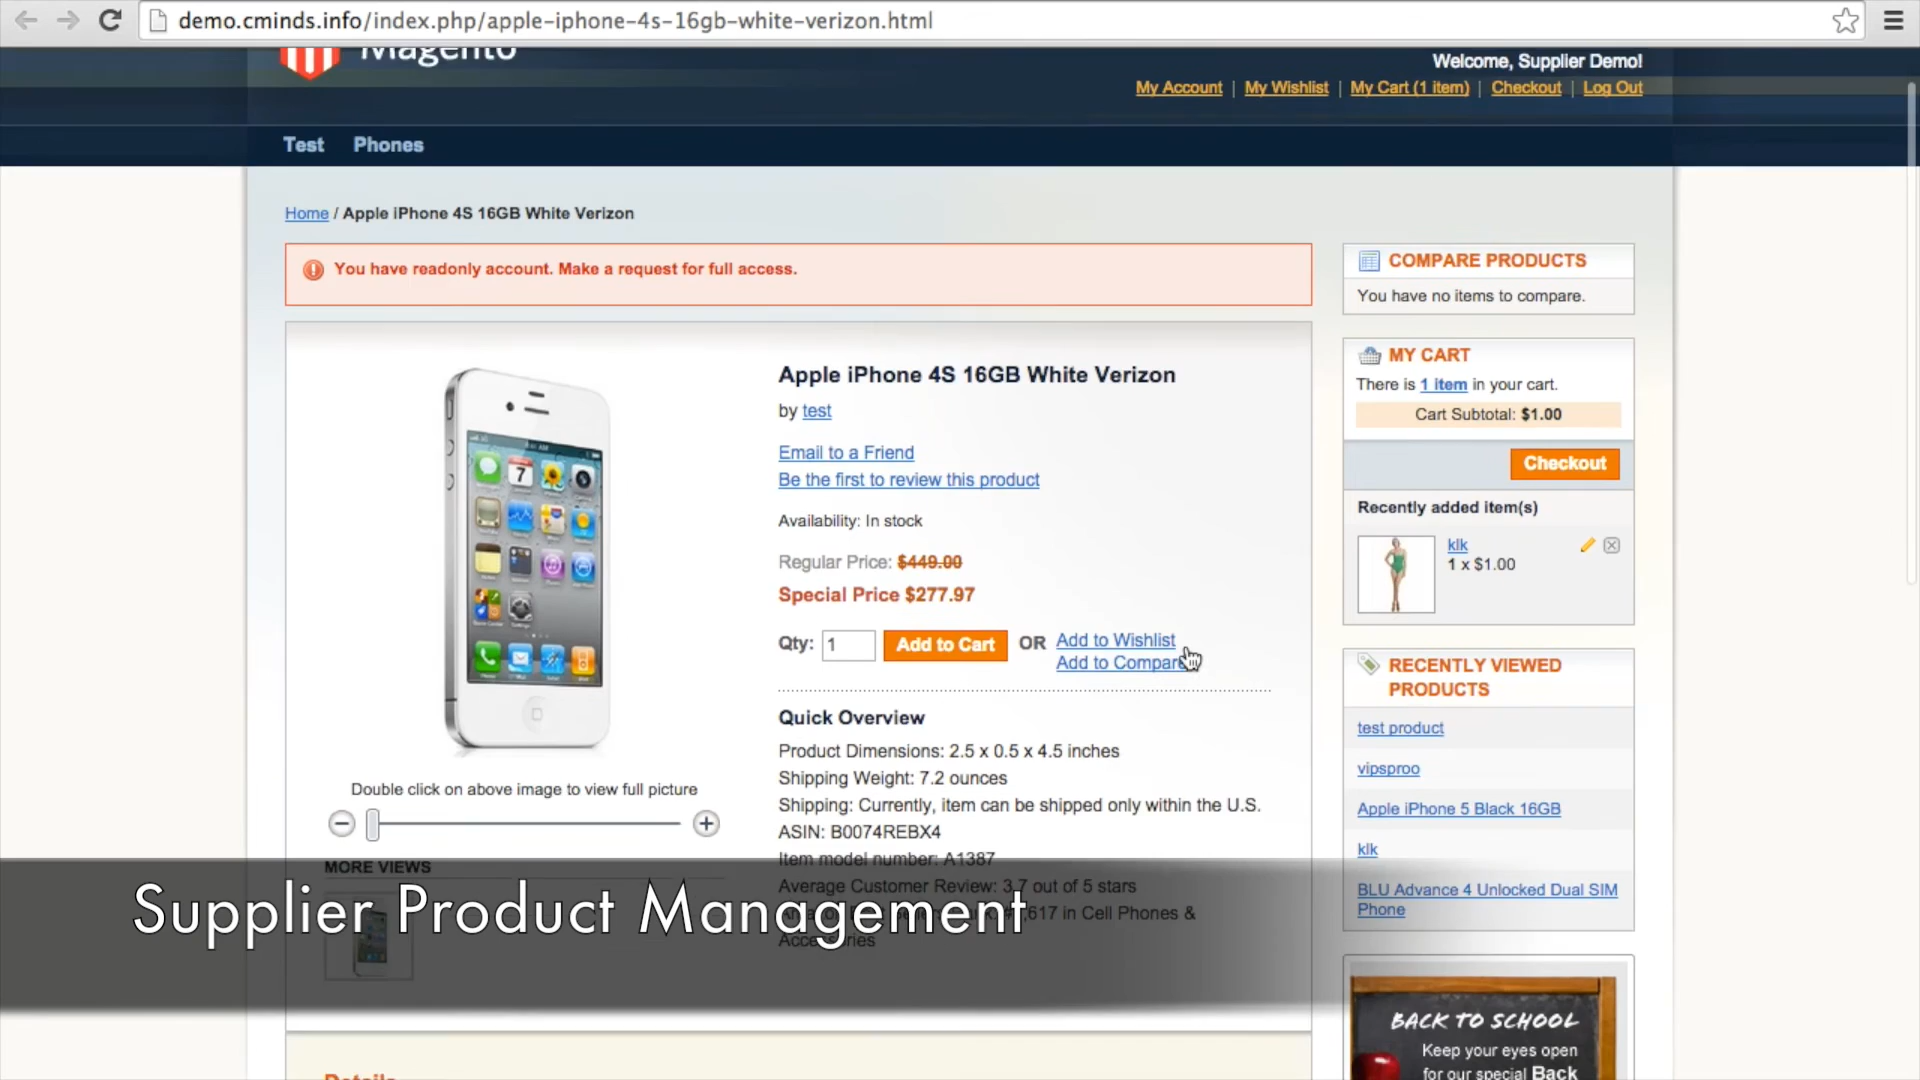 demo.cminds.info/index.php/apple-iphone-4s-16gb-white-verizon.html
Magento
Welcome, Supplier Demo!
My Account | My Wishlist | My Cart (1 item) | Checkout | Log Out
Test Phones
Home / Apple iPhone 4S 16GB White Verizon
You have readonly account. Make a request for full access.
Apple iPhone 4S 16GB White Verizon
by test
Email to a Friend
Be the first to review this product
Availability: In stock
Regular Price: $449.00
Special Price $277.97
Qty: 1 Add to Cart OR Add to Wishlist
Add to Compare
Quick Overview
Product Dimensions: 2.5 x 0.5 x 4.5 inches
Shipping Weight: 7.2 ounces
Shipping: Currently, item can be shipped only within the U.S.
ASIN: B0074REBX4
Item model number: A1387
Average Customer Review: 3.7 out of 5 stars
,617 in Cell Phones &
Double click on above image to view full picture
MORE VIEWS
Supplier Product Management
COMPARE PRODUCTS
You have no items to compare.
MY CART
There is 1 item in your cart.
Cart Subtotal: $1.00
Checkout
Recently added item(s)
klk
1 x $1.00
RECENTLY VIEWED
PRODUCTS
test product
vipsproo
Apple iPhone 5 Black 16GB
klk
BLU Advance 4 Unlocked Dual SIM
Phone
BACK TO SCHOOL
Keep your eyes open
for our special Back
Details